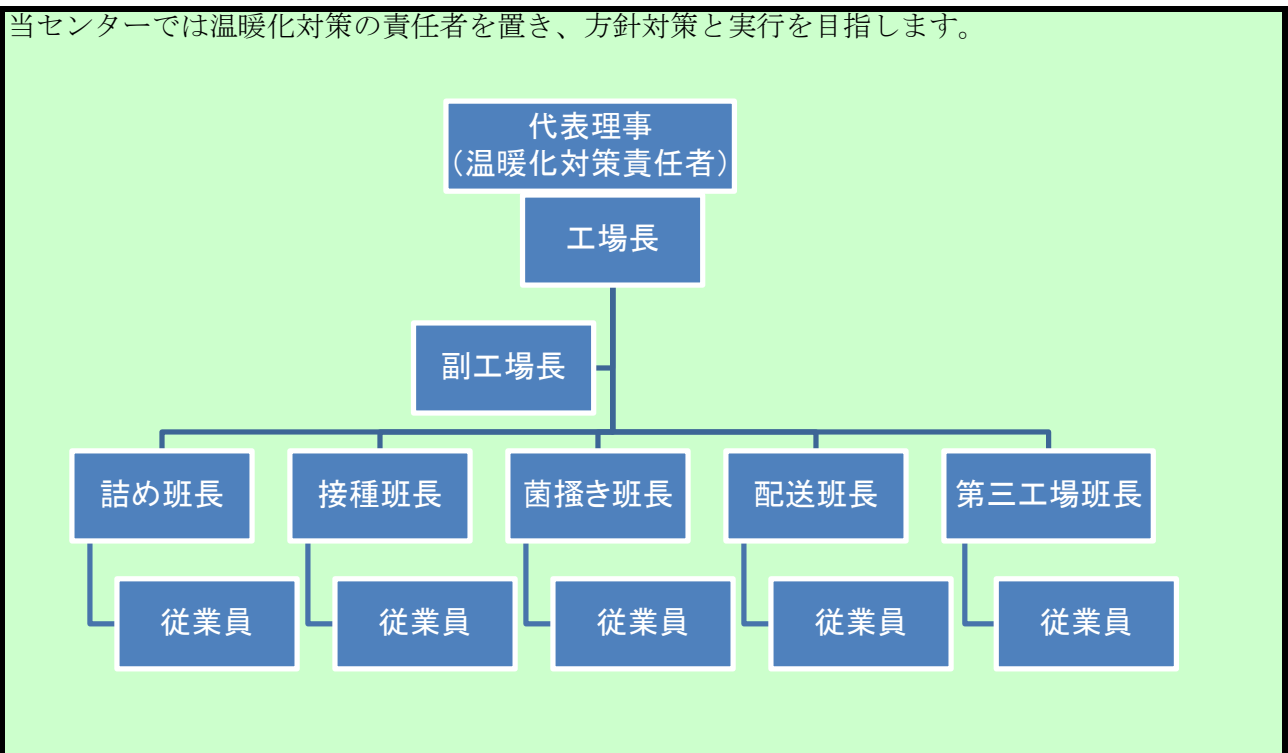 当センターでは温暖化対策の責任者を置き、方針対策と実行を目指します。
代表理事
(温暖化対策責任者)
工場長
副工場長
詰め班長
接種班長
菌掻き班長
配送班長
第三工場班長
従業員
従業員
従業員
従業員
従業員